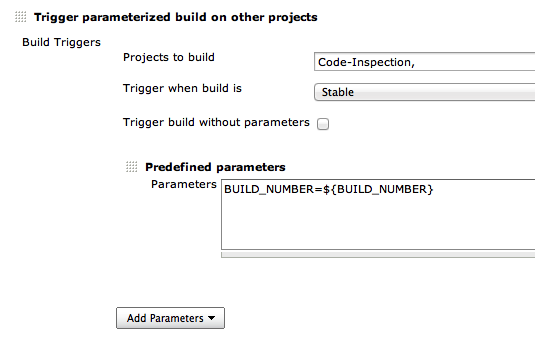 Trigger parameterized build on other projects
Build Triggers
Projects to build
Code-Inspection,
Trigger when build is
Stable
Trigger build without parameters
Predefined parameters
Parameters
BUILD_NUMBER=${BUILD_NUMBER}
Add Parameters